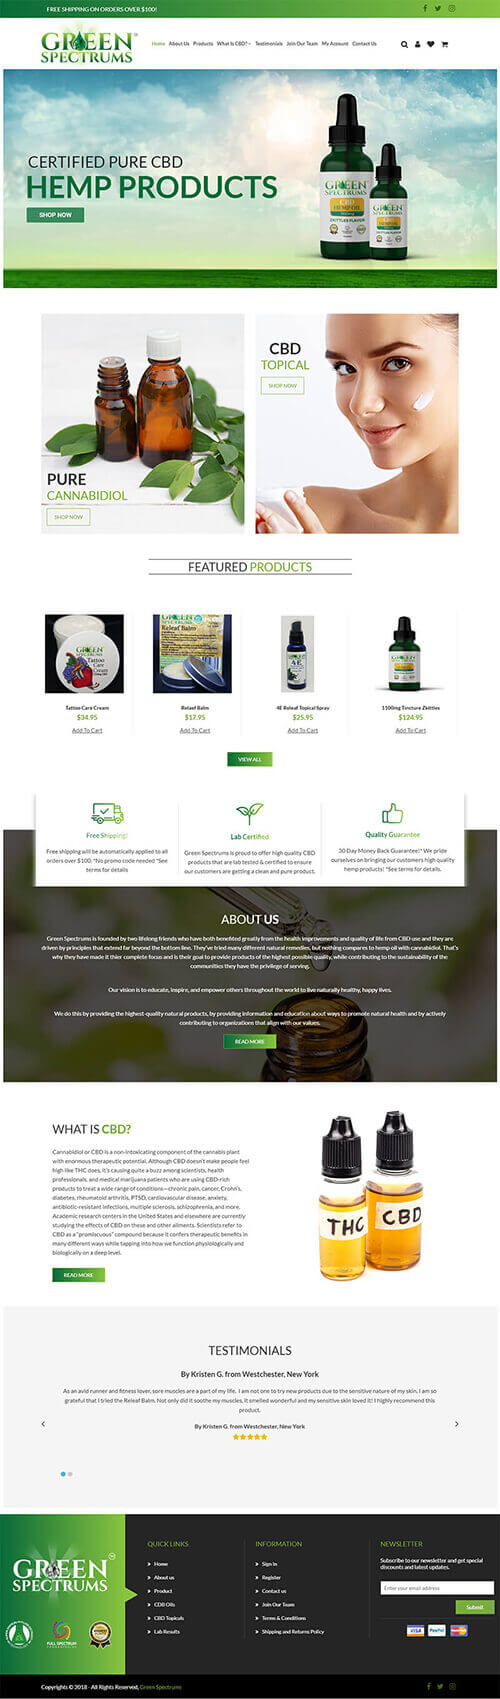 FREE SHIPPING ON ORDERS OVER $100!
GREEN
SPECTRUMS
Home About Us Products What Is CBD? Testimonials Join Our Team My Account Contact Us
CERTIFIED PURE CBD
HEMP PRODUCTS
SHOP NOW
GREEN
SPECTRUMS
CBD
HEMP OIL
ZKITTLES FLAVOR
GREEN
SPECTRUMS
CBD
HEMP OIL
ZKITTLES FLAVOR
PURE
CANNABIDIOL
SHOP NOW
CBD
TOPICAL
SHOP NOW
FEATURED PRODUCTS
GREEN
SPECTRUMS
Tattoo Care
Cream
Releaf Balm
Tattoo Care Cream
$34.95
Add To Cart
Relaef Balm
$17.95
Add To Cart
4E Releaf Topical Spray
$25.95
Add To Cart
1100mg Tincture Zkittles
$124.95
Add To Cart
VIEW ALL
Free Shipping!
Free shipping will be automatically applied to all
orders over $100. *No promo code needed *See
terms for details
Lab Certified
Green Spectrums is proud to offer high quality CBD
products that are lab tested & certified to ensure
our customers are getting a clean and pure product.
Quality Guarantee
30 Day Money Back Guarantee!* We pride
ourselves on bringing our customers high quality
hemp products! *See terms for details.
ABOUT US
Green Spectrums is founded by two lifelong friends who have both benefited greatly from the health improvements and quality of life from CBD use and they are
driven by principles that extend far beyond the bottom line. They've tried many different natural remedies, but nothing compares to hemp oil with cannabidiol. That's
why they have made it thier complete focus and is their goal to provide products of the highest possible quality, while contributing to the sustainability of the
communities they have the privilege of serving.
Our vision is to educate, inspire, and empower others throughout the world to live naturally healthy, happy lives.
We do this by providing the highest-quality natural products, by providing information and education about ways to promote natural health and by actively
contributing to organizations that align with our values.
READ MORE
WHAT IS CBD?
Cannabidiol or CBD is a non-intoxicating component of the cannabis plant
with enormous therapeutic potential. Although CBD doesn't make people feel
high like THC does, it's causing quite a buzz among scientists, health
professionals, and medical marijuana patients who are using CBD-rich
products to treat a wide range of conditions—chronic pain, cancer, Crohn's,
diabetes, rheumatoid arthritis, PTSD, cardiovascular disease, anxiety,
antibiotic-resistant infections, multiple sclerosis, schizophrenia, and more.
Academic research centers in the United States and elsewhere are currently
studying the effects of CBD on these and other ailments. Scientists refer to
CBD as a "promiscuous" compound because it confers therapeutic benefits in
many different ways while tapping into how we function physiologically and
biologically on a deep level.
READ MORE
THC
CBD
TESTIMONIALS
By Kristen G. from Westchester, New York
As an avid runner and fitness lover, sore muscles are a part of my life. I am not one to try new products due to the sensitive nature of my skin. I am so
grateful that I tried the Releaf Balm. Not only did it soothe my muscles, it smelled wonderful and my sensitive skin loved it! I highly recommend this
product.
By Kristen G. from Westchester, New York
GREEN
SPECTRUMS
FULL SPECTRUM
QUICK LINKS
Home
About us
Product
CDB Oils
CBD Topicals
Lab Results
INFORMATION
Sign In
Register
Contact us
Join Our Team
Terms & Conditions
Shipping and Returns Policy
NEWSLETTER
Subscribe to our newsletter and get special
discounts and latest updates.
Enter your email address
Submit
VISA PayPal
Copyrights © 2018 - All Rights Reserved, Green Spectrums